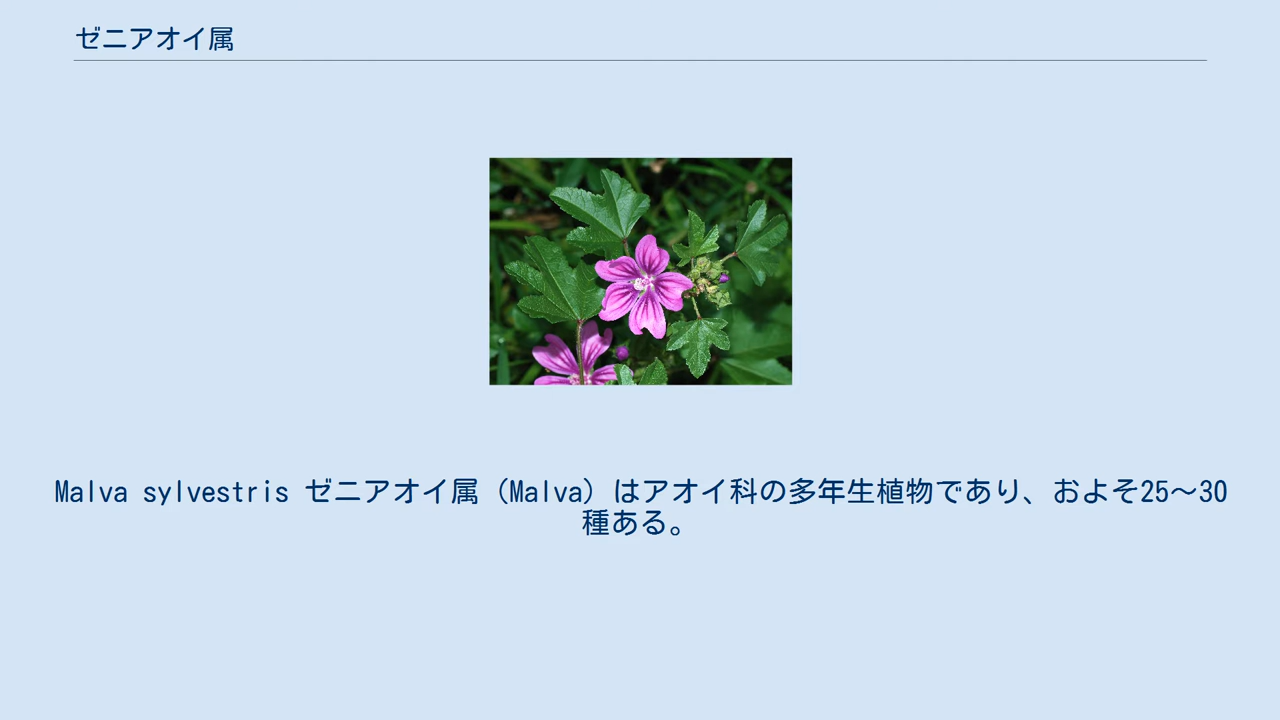 ゼニアオイ属
Malva sylvestris ゼニアオイ属（Malva）はアオイ科の多年生植物であり、およそ25～30
種ある。